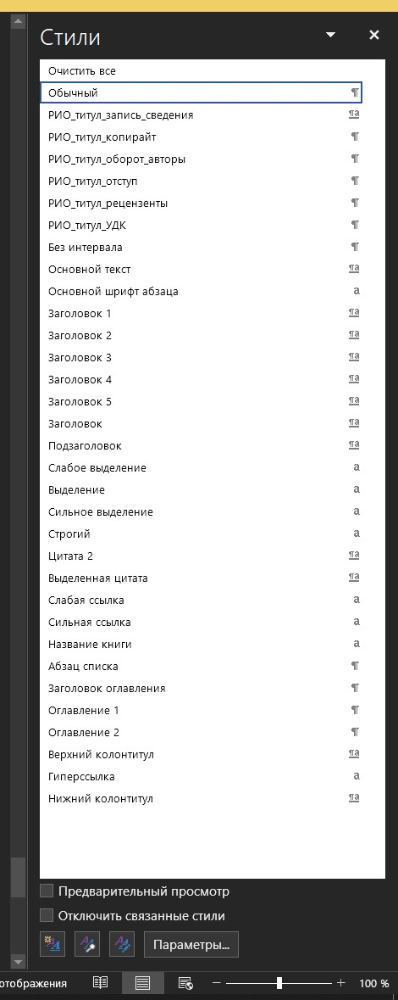 Стили
Очистить все
Обычный ¶
РИО_титул_запись_сведения ¶a
РИО_титул_копирайт ¶
РИО_титул_оборот_авторы ¶
РИО_титул_отступ ¶
РИО_титул_рецензенты ¶
РИО_титул_УДК ¶
Без интервала ¶
Основной текст ¶a
Основной шрифт абзаца a
Заголовок 1 ¶a
Заголовок 2 ¶a
Заголовок 3 ¶a
Заголовок 4 ¶a
Заголовок 5 ¶a
Заголовок ¶a
Подзаголовок ¶a
Слабое выделение a
Выделение a
Сильное выделение a
Строгий a
Цитата 2 ¶a
Выделенная цитата ¶a
Слабая ссылка a
Сильная ссылка a
Название книги a
Абзац списка ¶
Заголовок оглавления ¶
Оглавление 1 ¶
Оглавление 2 ¶
Верхний колонтитул ¶a
Гиперссылка a
Нижний колонтитул ¶a
Предварительный просмотр
Отключить связанные стили
Параметры...
отображения 100 %